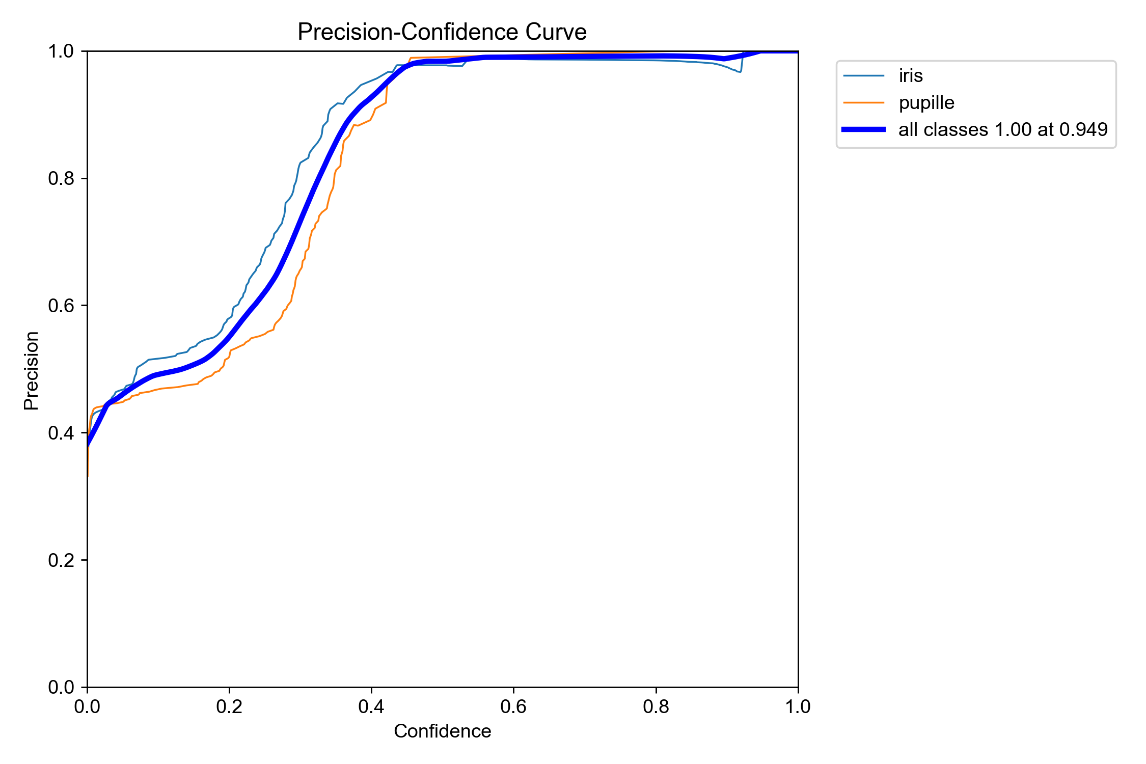 Precision-Confidence Curve
1.0
0.8
0.6
0.4
0.2
0.0
Precision
0.0 0.2 0.4 0.6 0.8 1.0
Confidence
iris
pupille
all classes 1.00 at 0.949